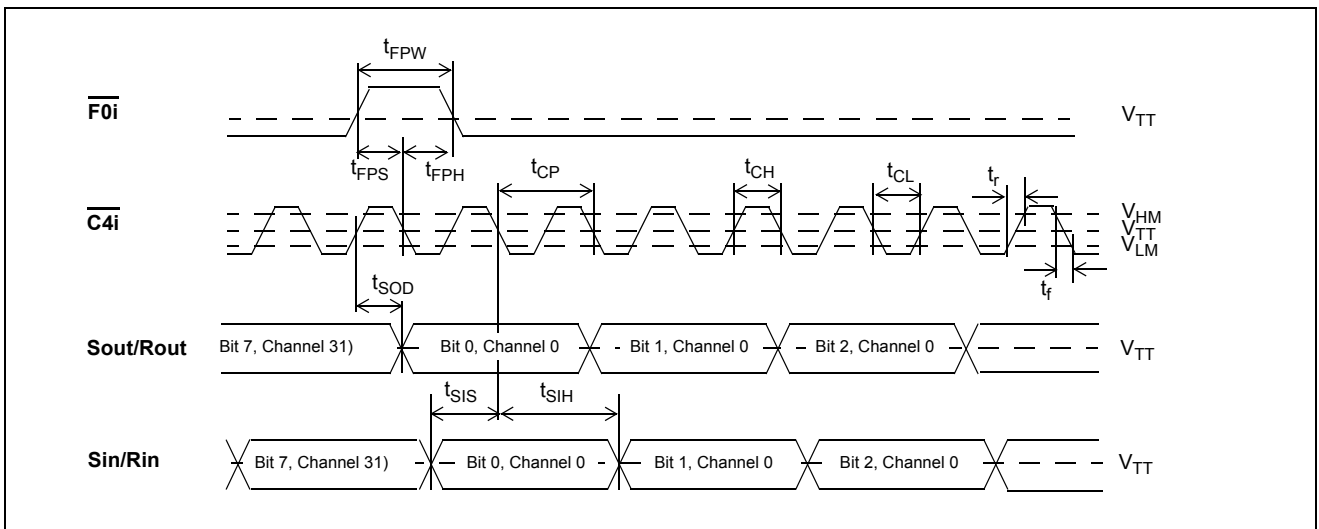 tFPW
F0i
VTT
tFPS
tFPH
tCP
tCH
tCL
tr
C4i
VHM
VTT
VLM
tSOD
tf
Sout/Rout
Bit 7, Channel 31)
Bit 0, Channel 0
Bit 1, Channel 0
Bit 2, Channel 0
VTT
tSIS
tSIH
Sin/Rin
Bit 7, Channel 31)
Bit 0, Channel 0
Bit 1, Channel 0
Bit 2, Channel 0
VTT